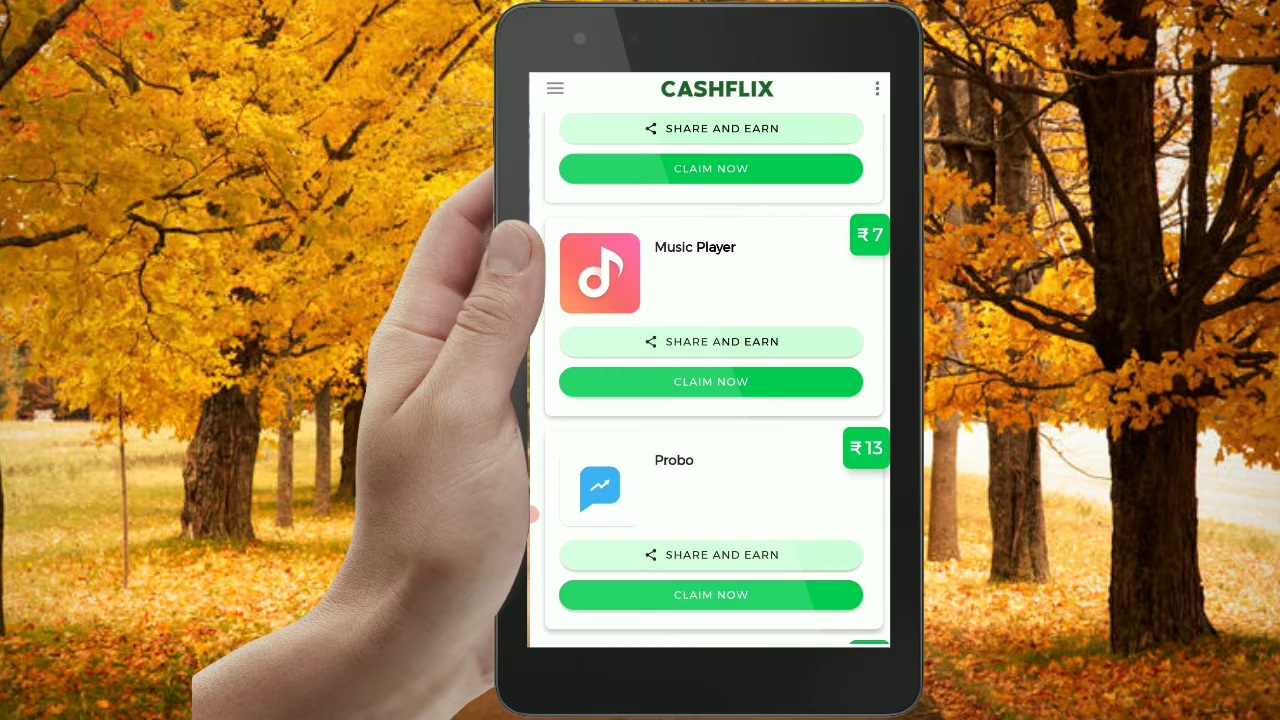 CASHFLIX
SHARE AND EARN
CLAIM NOW
₹ 7
Music Player
SHARE AND EARN
CLAIM NOW
₹ 13
Probo
SHARE AND EARN
CLAIM NOW